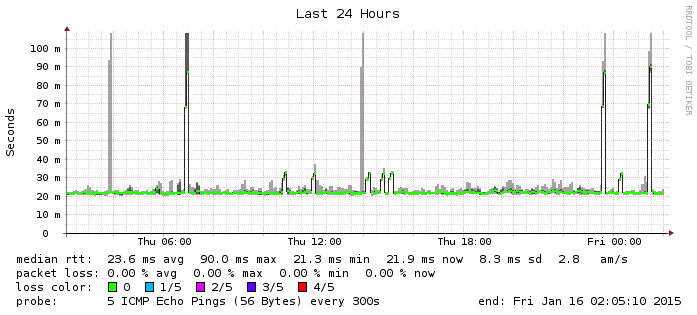 Last 24 Hours
RRDTOOL / TOBI OETIKER
Seconds
100 m
90 m
80 m
70 m
60 m
50 m
40 m
30 m
20 m
10 m
0
Thu 06:00 Thu 12:00 Thu 18:00 Fri 00:00
median rtt: 23.6 ms avg 90.0 ms max 21.3 ms min 21.9 ms now 8.3 ms sd 2.8 am/s
packet loss: 0.00 % avg 0.00 % max 0.00 % min 0.00 % now
loss color: 0 1/5 2/5 3/5 4/5
probe: 5 ICMP Echo Pings (56 Bytes) every 300s end: Fri Jan 16 02:05:10 2015